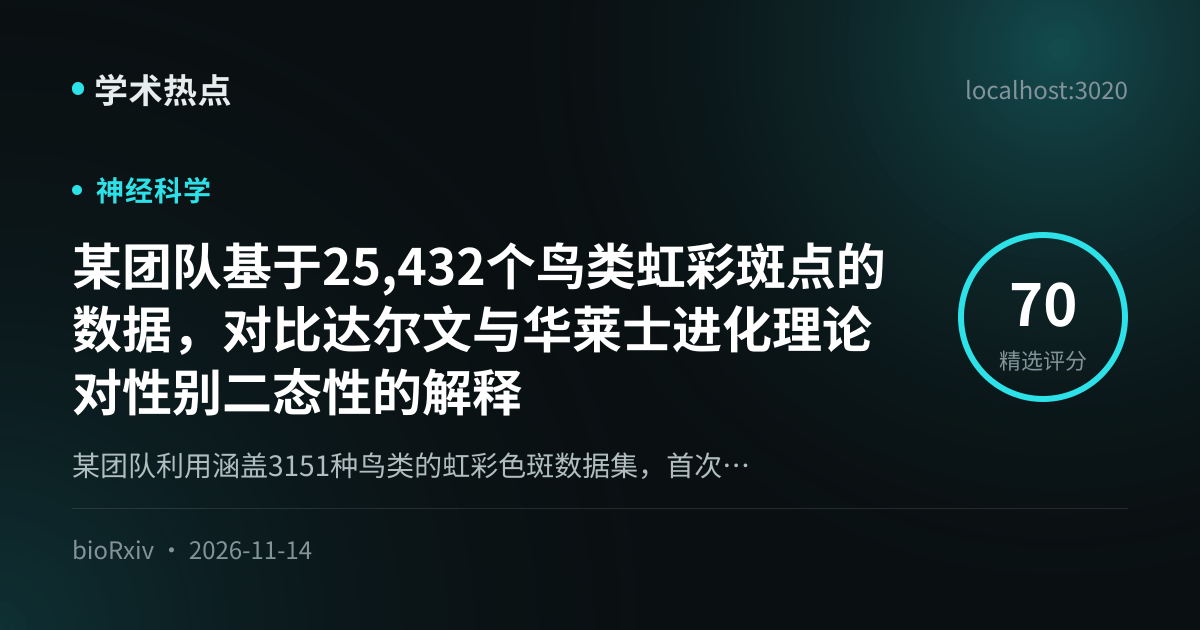 学术热点
localhost:3020
神经科学
某团队基于25,432个鸟类虹彩斑点的
数据，对比达尔文与华莱士进化理论
对性别二态性的解释
70
精选评分
某团队利用涵盖3151种鸟类的虹彩色斑数据集，首次…
bioRxiv · 2026-11-14